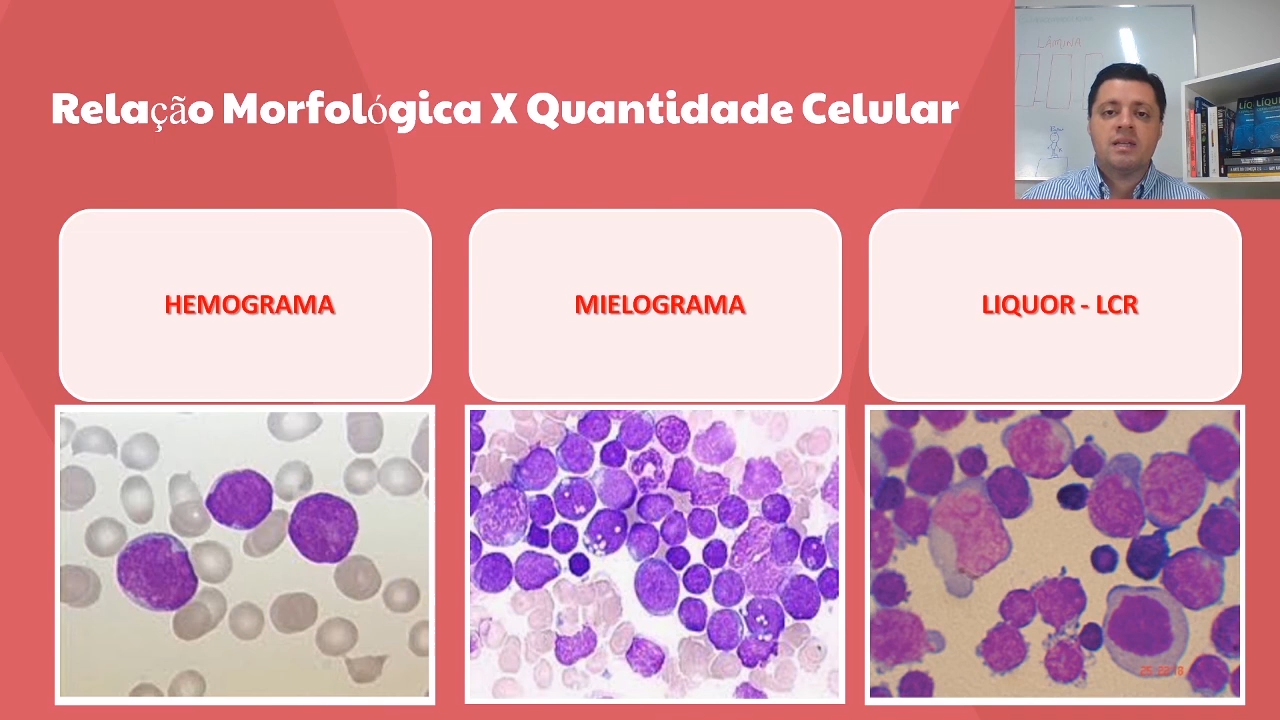 Relação Morfológica X Quantidade Celular
LÂMINA
HEMOGRAMA
MIELOGRAMA
LIQUOR - LCR